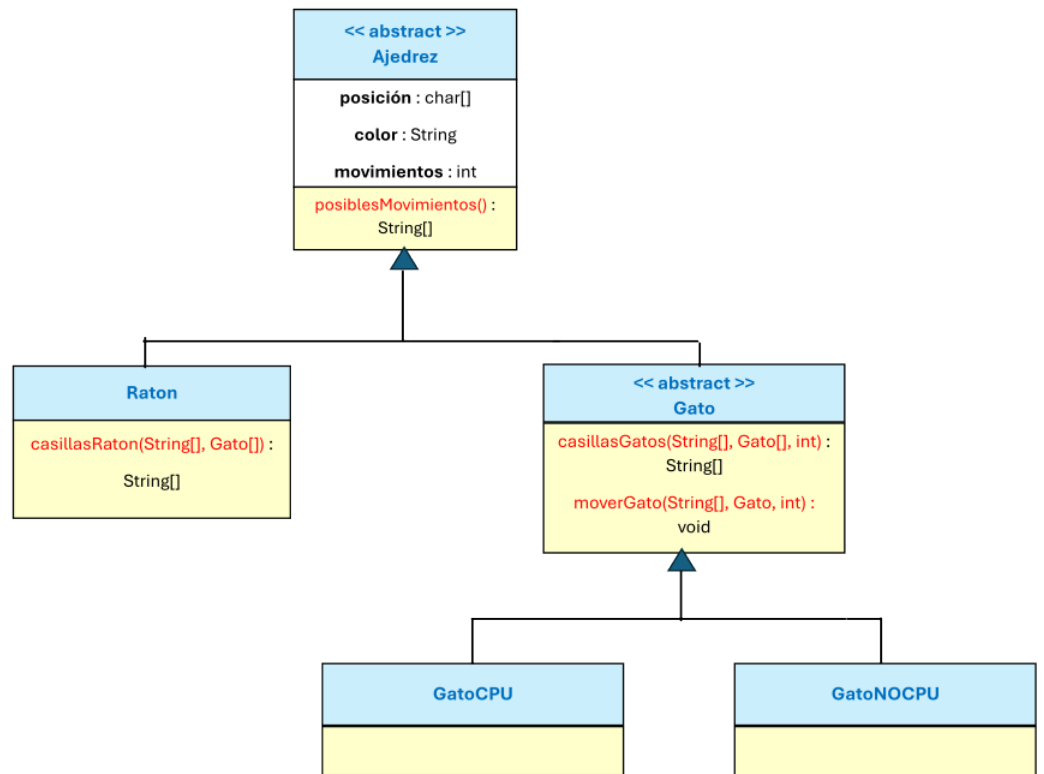 << abstract >>
Ajedrez
posición : char[]
color : String
movimientos : int
posiblesMovimientos() :
String[]
Raton
casillasRaton(String[], Gato[]) :
String[]
<< abstract >>
Gato
casillasGatos(String[], Gato[], int) :
String[]
moverGato(String[], Gato, int) :
void
GatoCPU
GatoNOCPU